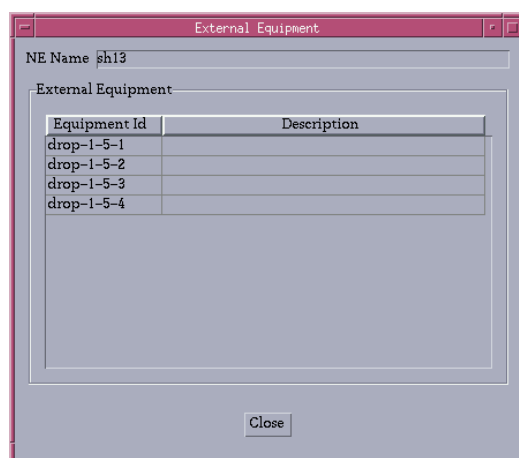 External Equipment
NE Name sh13
External Equipment
Equipment Id Description
drop-1-5-1
drop-1-5-2
drop-1-5-3
drop-1-5-4
Close